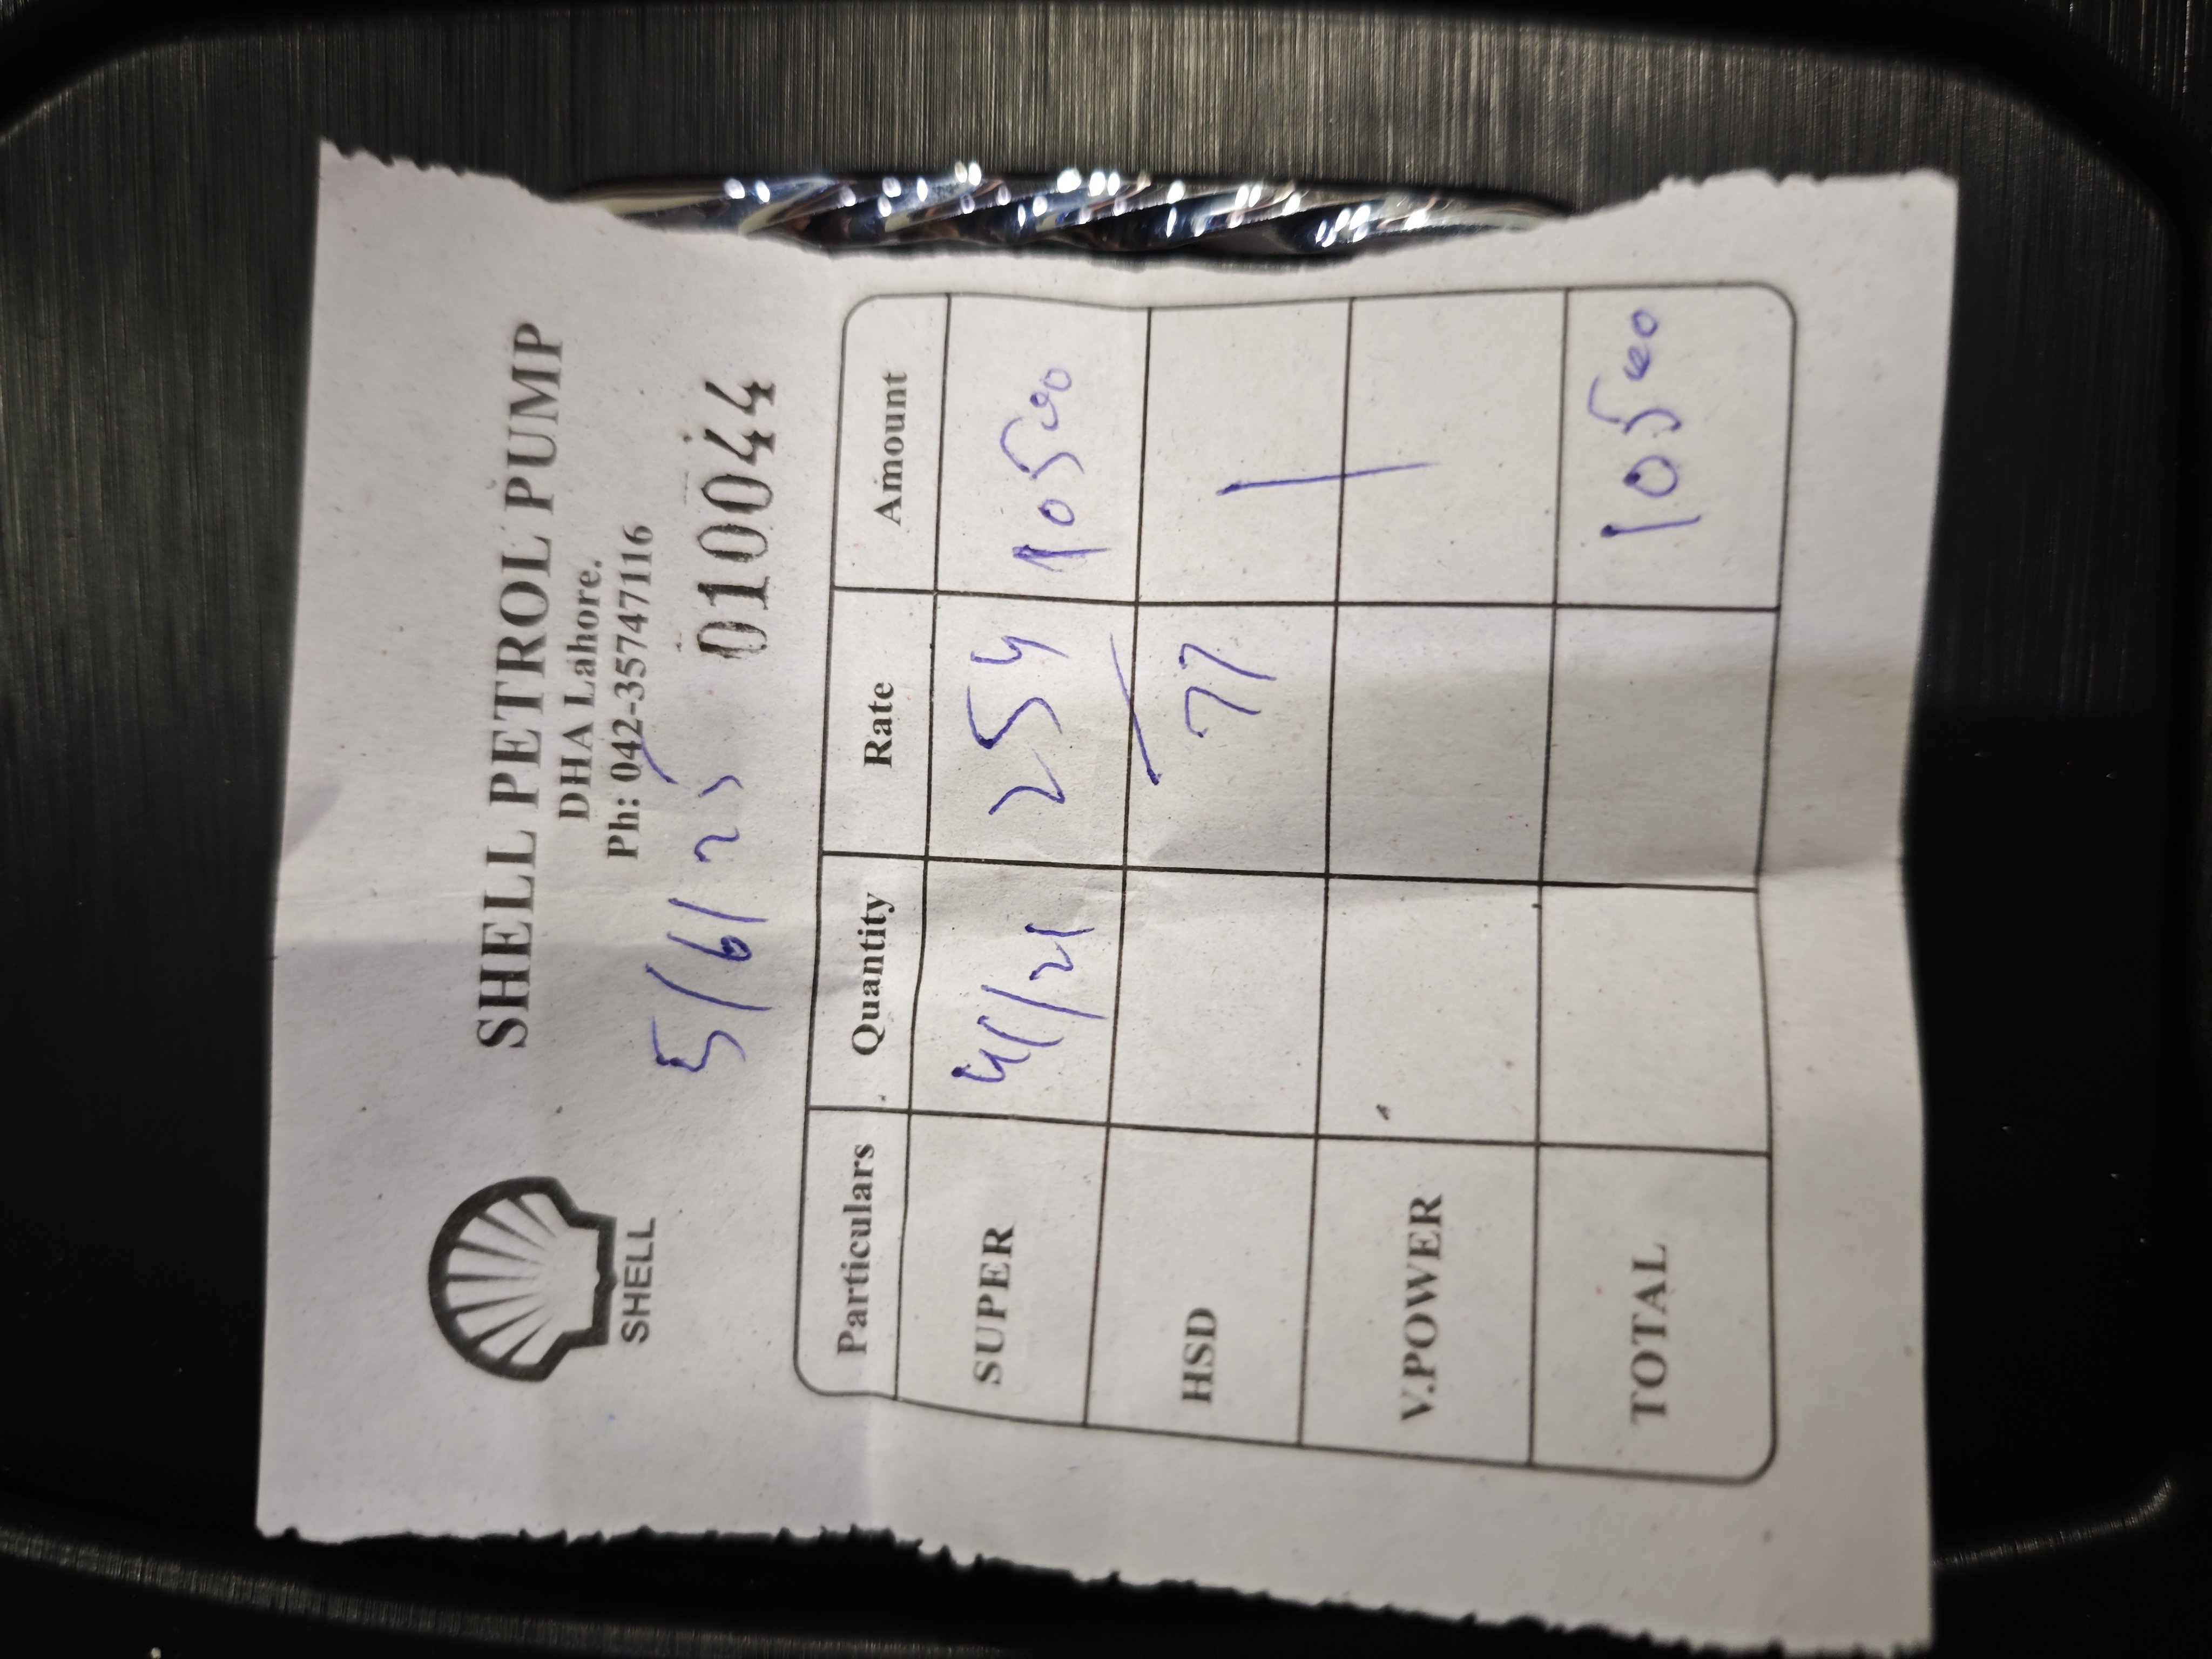 SHELL
SHELL PETROL PUMP
DHA Lahore.
Ph: 042-35747116
5/6/25 010044
Particulars Quantity Rate Amount
SUPER 41/21 254/77 10500
HSD
V.POWER
TOTAL 10500